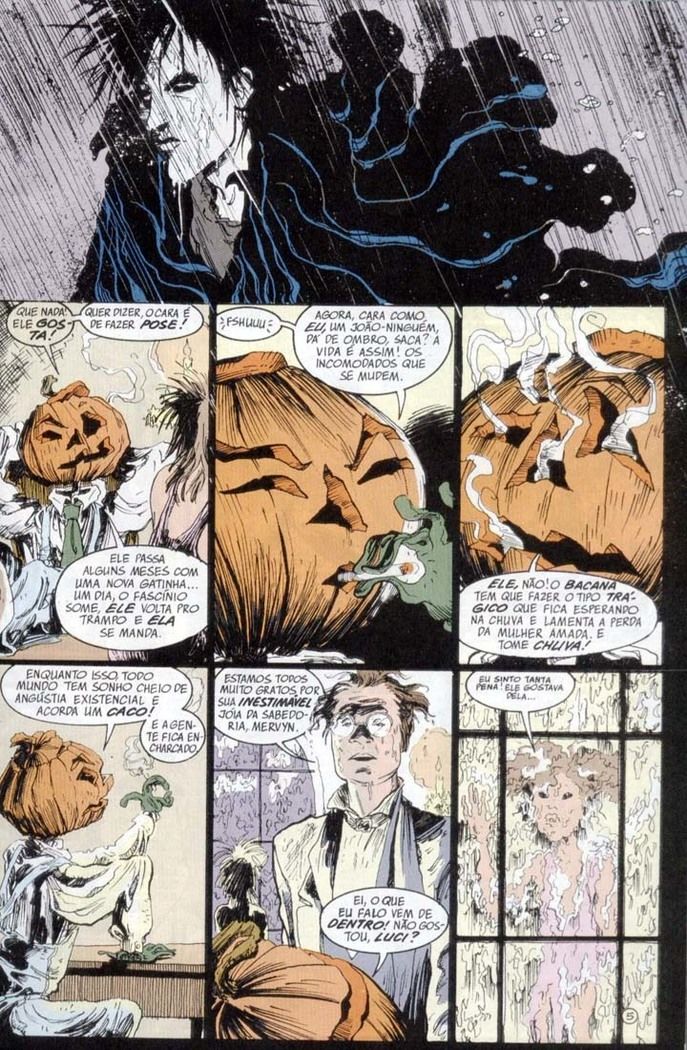 QUE NADA!
ELE GOS-
TA!
QUER DIZER, O CARA É
DE FAZER POSE!
ELE PASSA
ALGUNS MESES COM
UMA NOVA GATINHA...
UM DIA, O FASCÍNIO
SOME, ELE VOLTA PRO
TRAMPO E ELA
SE MANDA.
FSHUUU
AGORA, CARA COMO
EU, UM JOÃO-NINGUÉM,
DÁ DE OMBRO, SACA? A
VIDA É ASSIM! OS
INCOMODADOS QUE
SE MUDEM.
ELE, NÃO! O BACANA
TEM QUE FAZER O TIPO TRÁ-
GICO QUE FICA ESPERANDO
NA CHUVA E LAMENTA A PERDA
DA MULHER AMADA. E
TOME CHUVA!
ENQUANTO ISSO, TODO
MUNDO TEM SONHO CHEIO DE
ANGÚSTIA EXISTENCIAL E
ACORDA UM CACO!
E A GEN-
TE FICA EN-
CHARCADO.
ESTAMOS TODOS
MUITO GRATOS POR
SUA INESTIMÁVEL
JÓIA DA SABEDO-
RIA, MERVYN.
EI, O QUE
EU FALO VEM DE
DENTRO! NÃO GOS-
TOU, LUCI?
EU SINTO TANTA
PENA! ELE GOSTAVA
DELA...
5